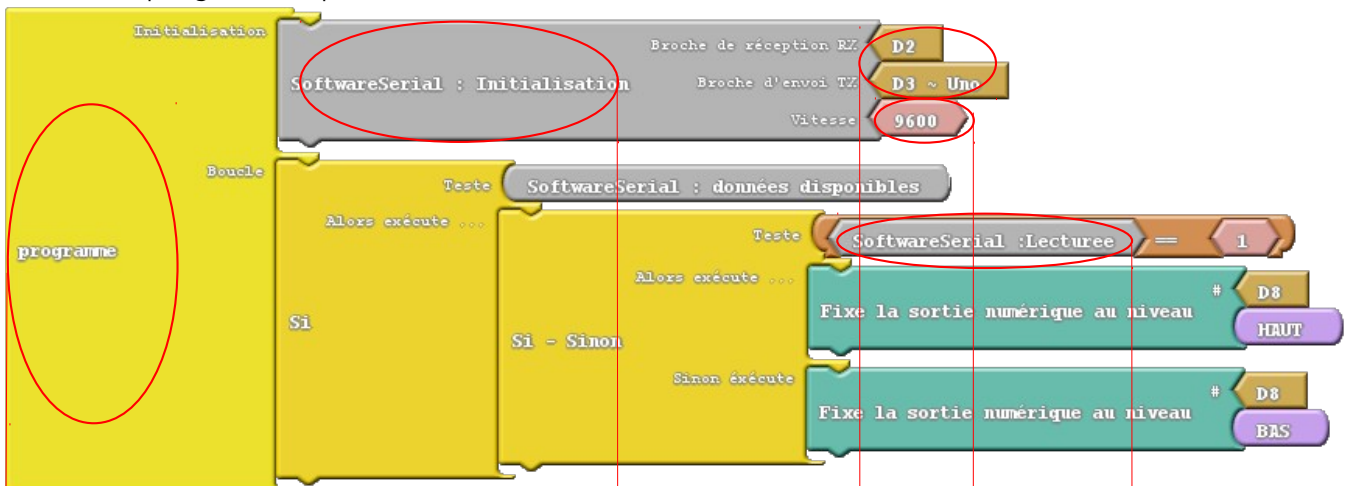 Initialisation
Broche de réception RX D2
SoftwareSerial : Initialisation Broche d'envoi TX D3 ~ Uno
Vitesse 9600
Boucle
Teste SoftwareSerial : données disponibles
Alors exécute ...
Teste SoftwareSerial :Lecturee == 1
programme
Alors exécute ...
# D8
Fixe la sortie numérique au niveau
HAUT
Si
Si - Sinon
Sinon éxécute
# D8
Fixe la sortie numérique au niveau
BAS